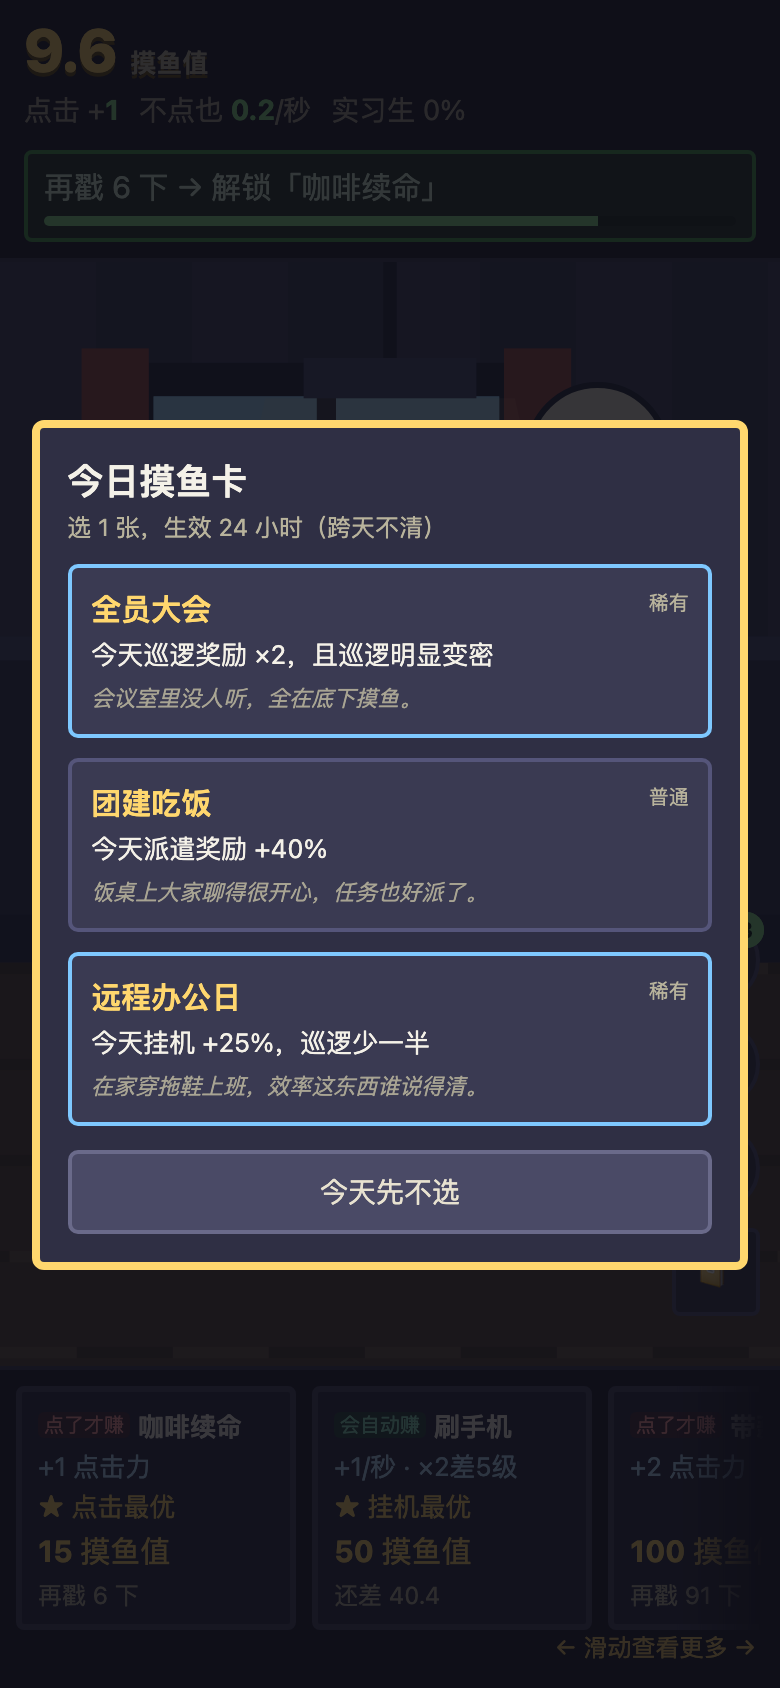 9.6 摸鱼值
点击 +1 不点也 0.2/秒 实习生 0%
再戳 6 下 → 解锁「咖啡续命」
今日摸鱼卡
选 1 张，生效 24 小时（跨天不清）
全员大会 稀有
今天巡逻奖励 ×2，且巡逻明显变密
会议室里没人听，全在底下摸鱼。
团建吃饭 普通
今天派遣奖励 +40%
饭桌上大家聊得很开心，任务也好派了。
远程办公日 稀有
今天挂机 +25%，巡逻少一半
在家穿拖鞋上班，效率这东西谁说得清。
今天先不选
点了才赚 咖啡续命
+1 点击力
★ 点击最优
15 摸鱼值
再戳 6 下
会自动赚 刷手机
+1/秒 · ×2差5级
★ 挂机最优
50 摸鱼值
还差 40.4
点了才赚 带
+2 点击力
100 摸鱼
再戳 91 下
← 滑动查看更多 →